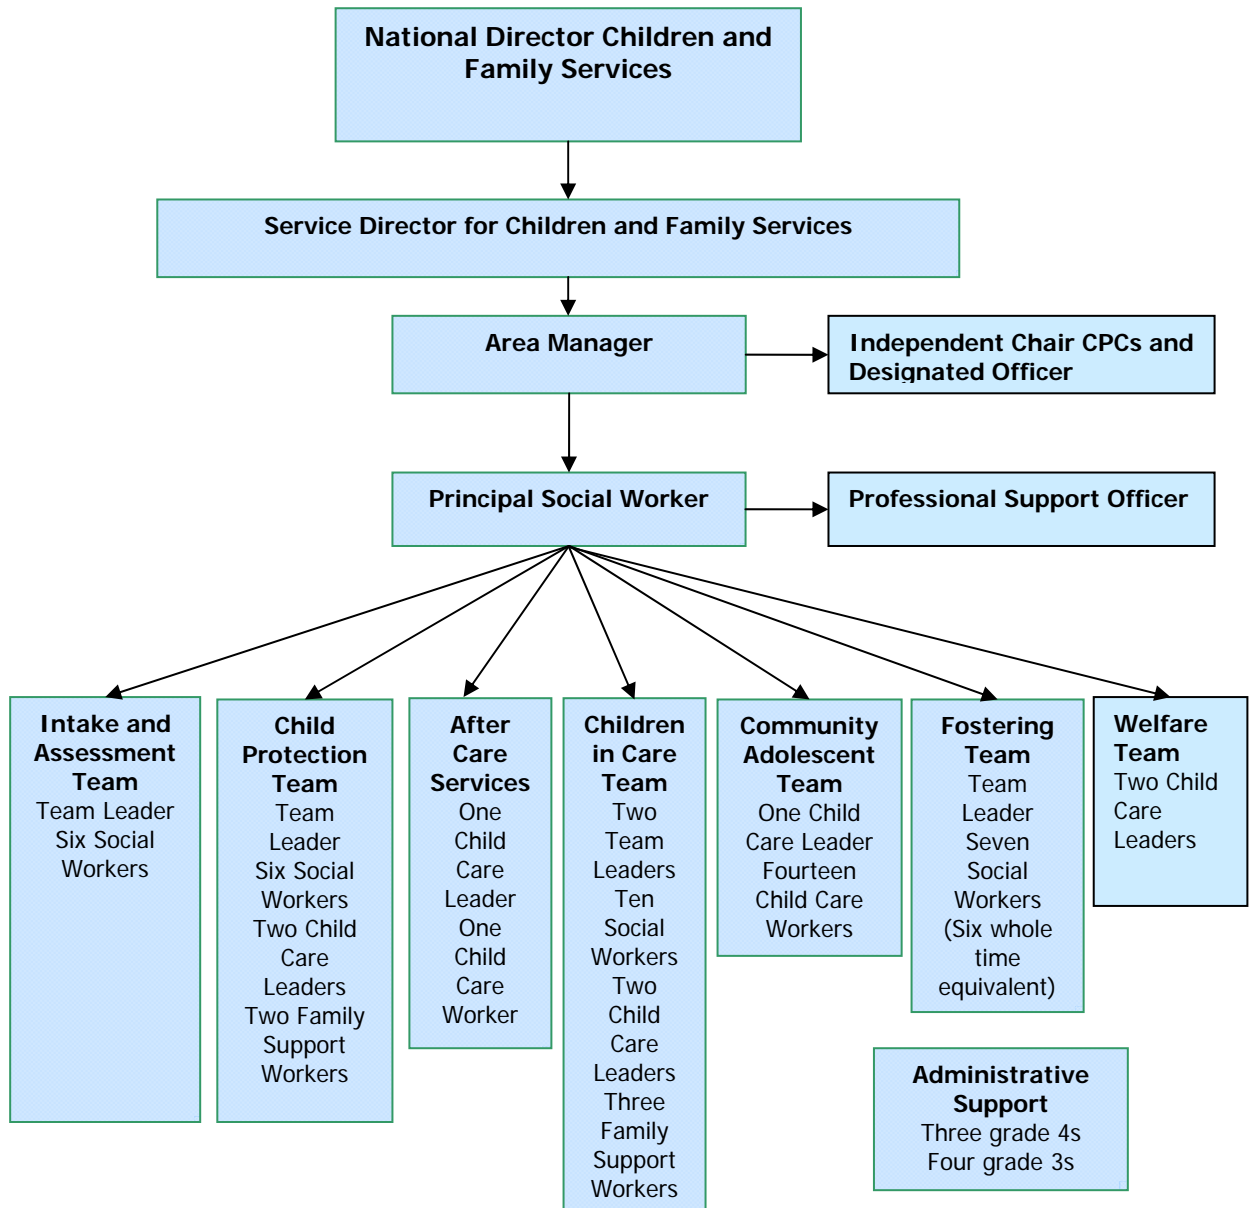 National Director Children and
Family Services
Service Director for Children and Family Services
Area Manager
Independent Chair CPCs and
Designated Officer
Principal Social Worker
Professional Support Officer
Intake and
Assessment
Team
Team Leader
Six Social
Workers
Child
Protection
Team
Team
Leader
Six Social
Workers
Two Child
Care
Leaders
Two Family
Support
Workers
After
Care
Services
One
Child
Care
Leader
One
Child
Care
Worker
Children
in Care
Team
Two
Team
Leaders
Ten
Social
Workers
Two
Child
Care
Leaders
Three
Family
Support
Workers
Community
Adolescent
Team
One Child
Care Leader
Fourteen
Child Care
Workers
Fostering
Team
Team
Leader
Seven
Social
Workers
(Six whole
time
equivalent)
Welfare
Team
Two Child
Care
Leaders
Administrative
Support
Three grade 4s
Four grade 3s